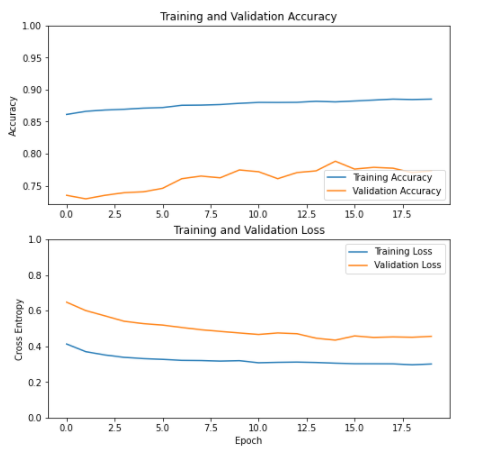 Training and Validation Accuracy
1.00
0.95
0.90
0.85
0.80
0.75
Accuracy
Training Accuracy
Validation Accuracy
0.0 2.5 5.0 7.5 10.0 12.5 15.0 17.5
Training and Validation Loss
1.0
0.8
0.6
0.4
0.2
0.0
Cross Entropy
Training Loss
Validation Loss
0.0 2.5 5.0 7.5 10.0 12.5 15.0 17.5
Epoch